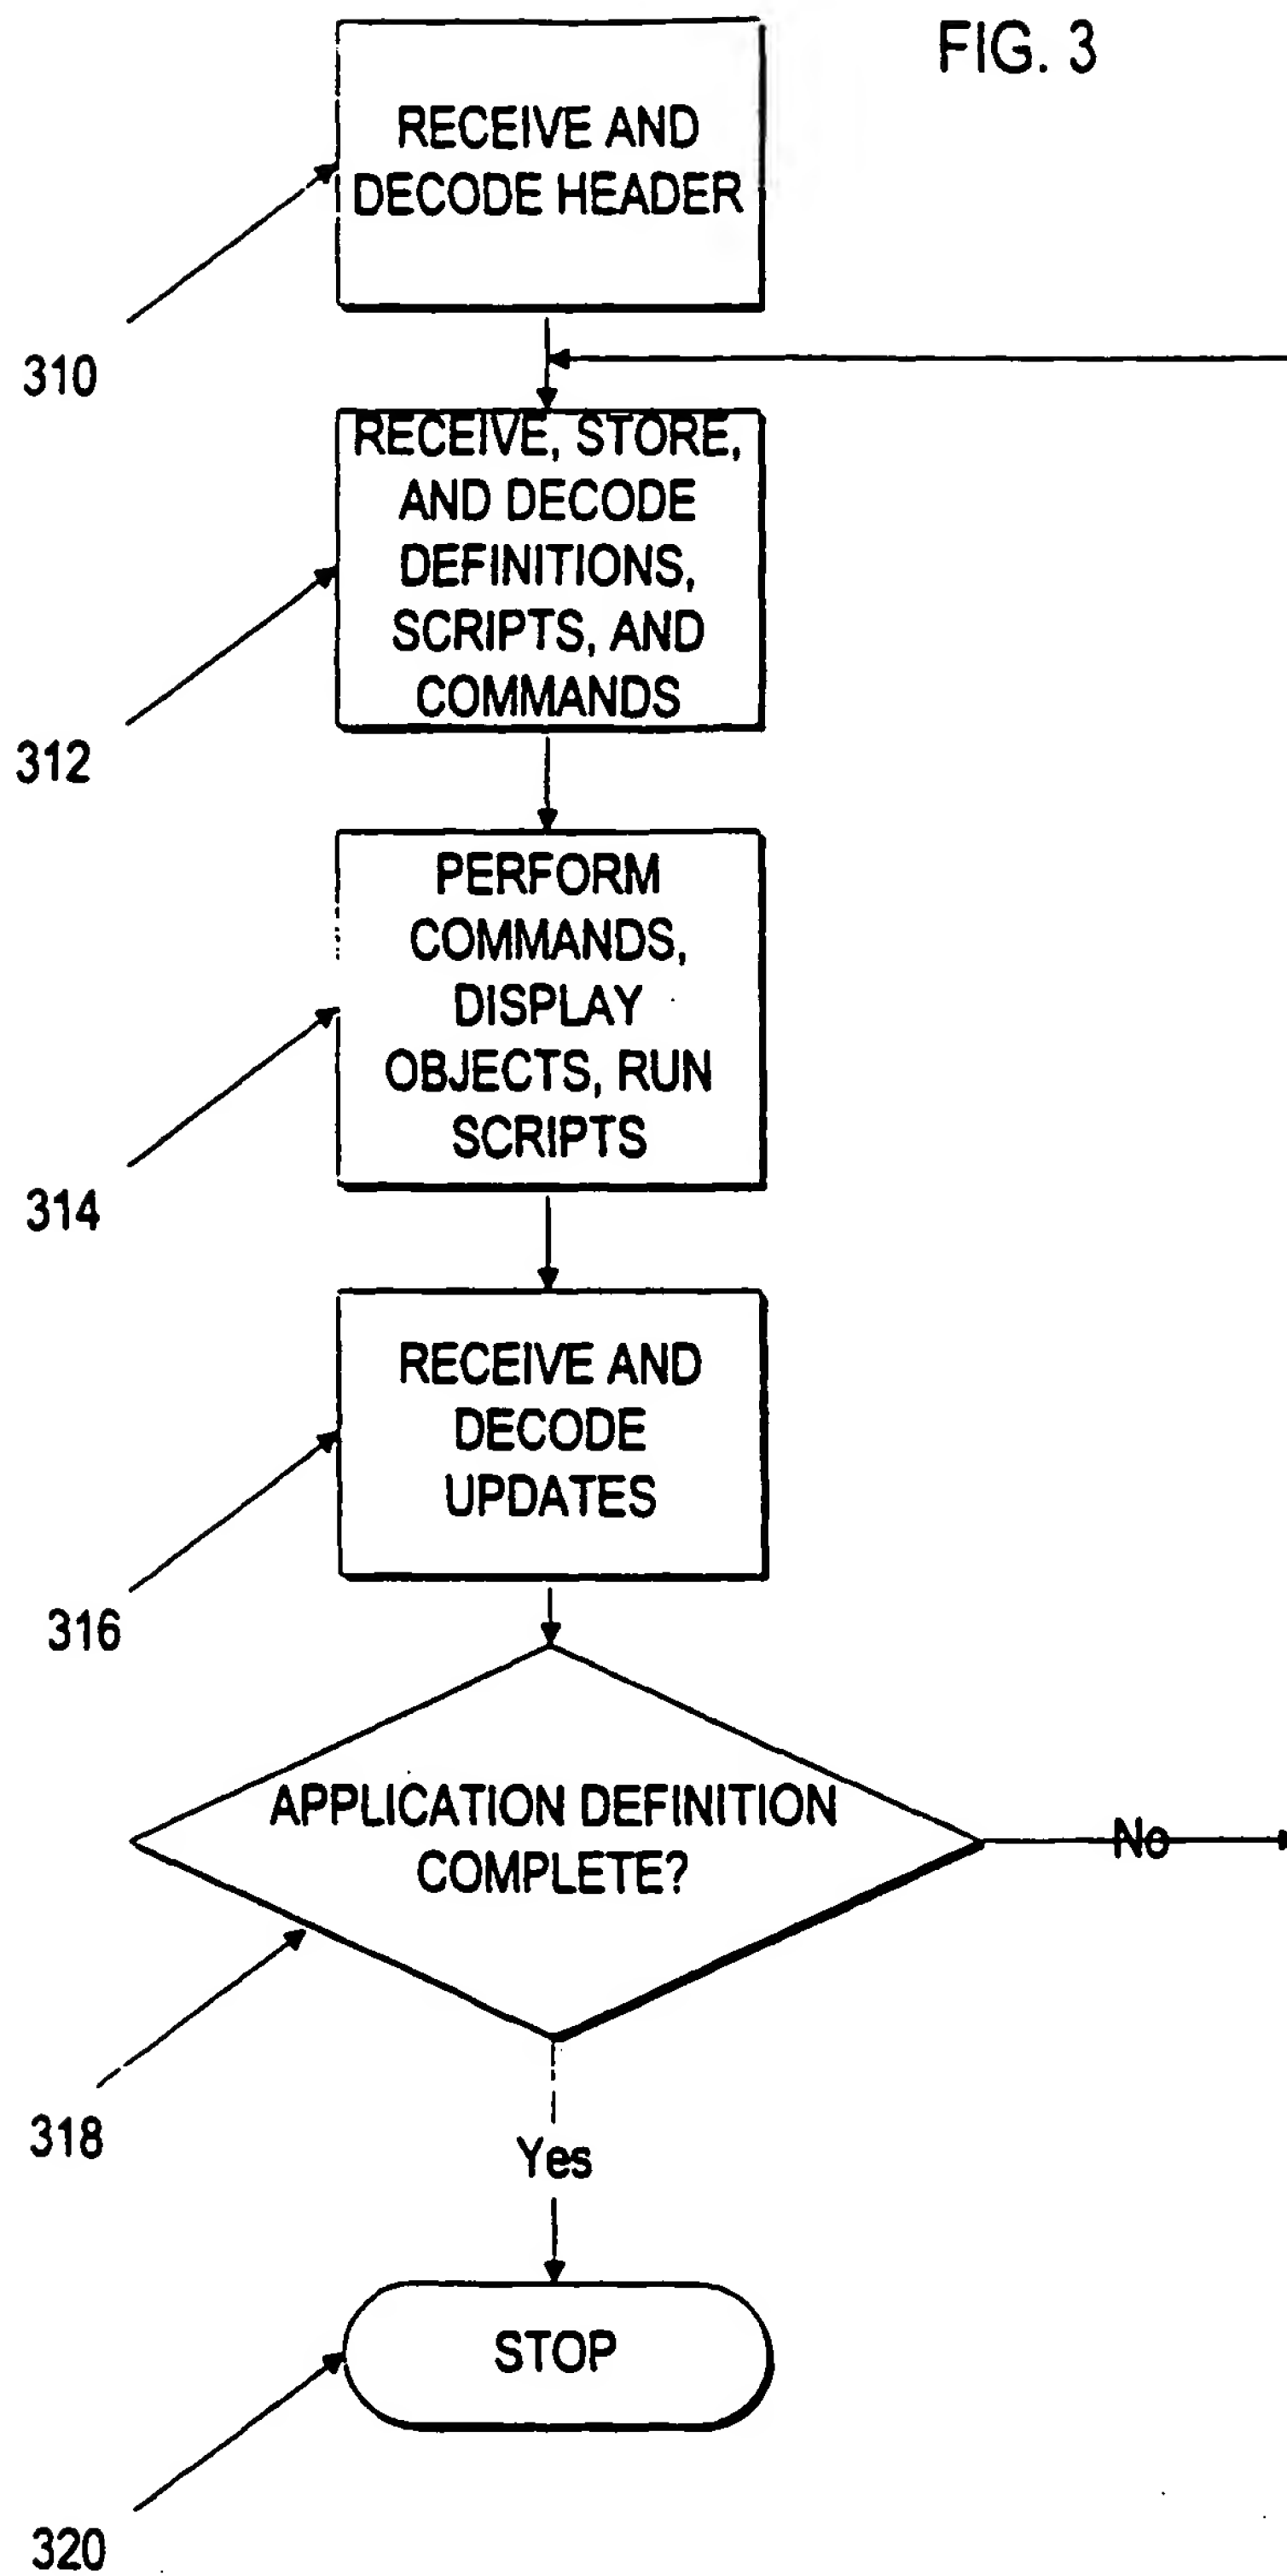 FIG. 3
RECEIVE AND
DECODE HEADER
310
RECEIVE, STORE,
AND DECODE
DEFINITIONS,
SCRIPTS, AND
COMMANDS
312
PERFORM
COMMANDS,
DISPLAY
OBJECTS, RUN
SCRIPTS
314
RECEIVE AND
DECODE
UPDATES
316
APPLICATION DEFINITION
COMPLETE?
No
318
Yes
STOP
320